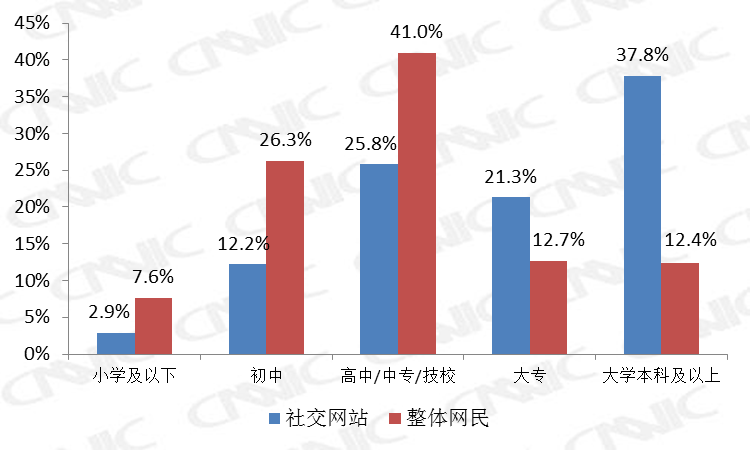 45%
40%
35%
30%
25%
20%
15%
10%
5%
0%
2.9%
7.6%
12.2%
26.3%
25.8%
41.0%
21.3%
12.7%
37.8%
12.4%
小学及以下
初中
高中/中专/技校
大专
大学本科及以上
社交网站
整体网民
CNNIC